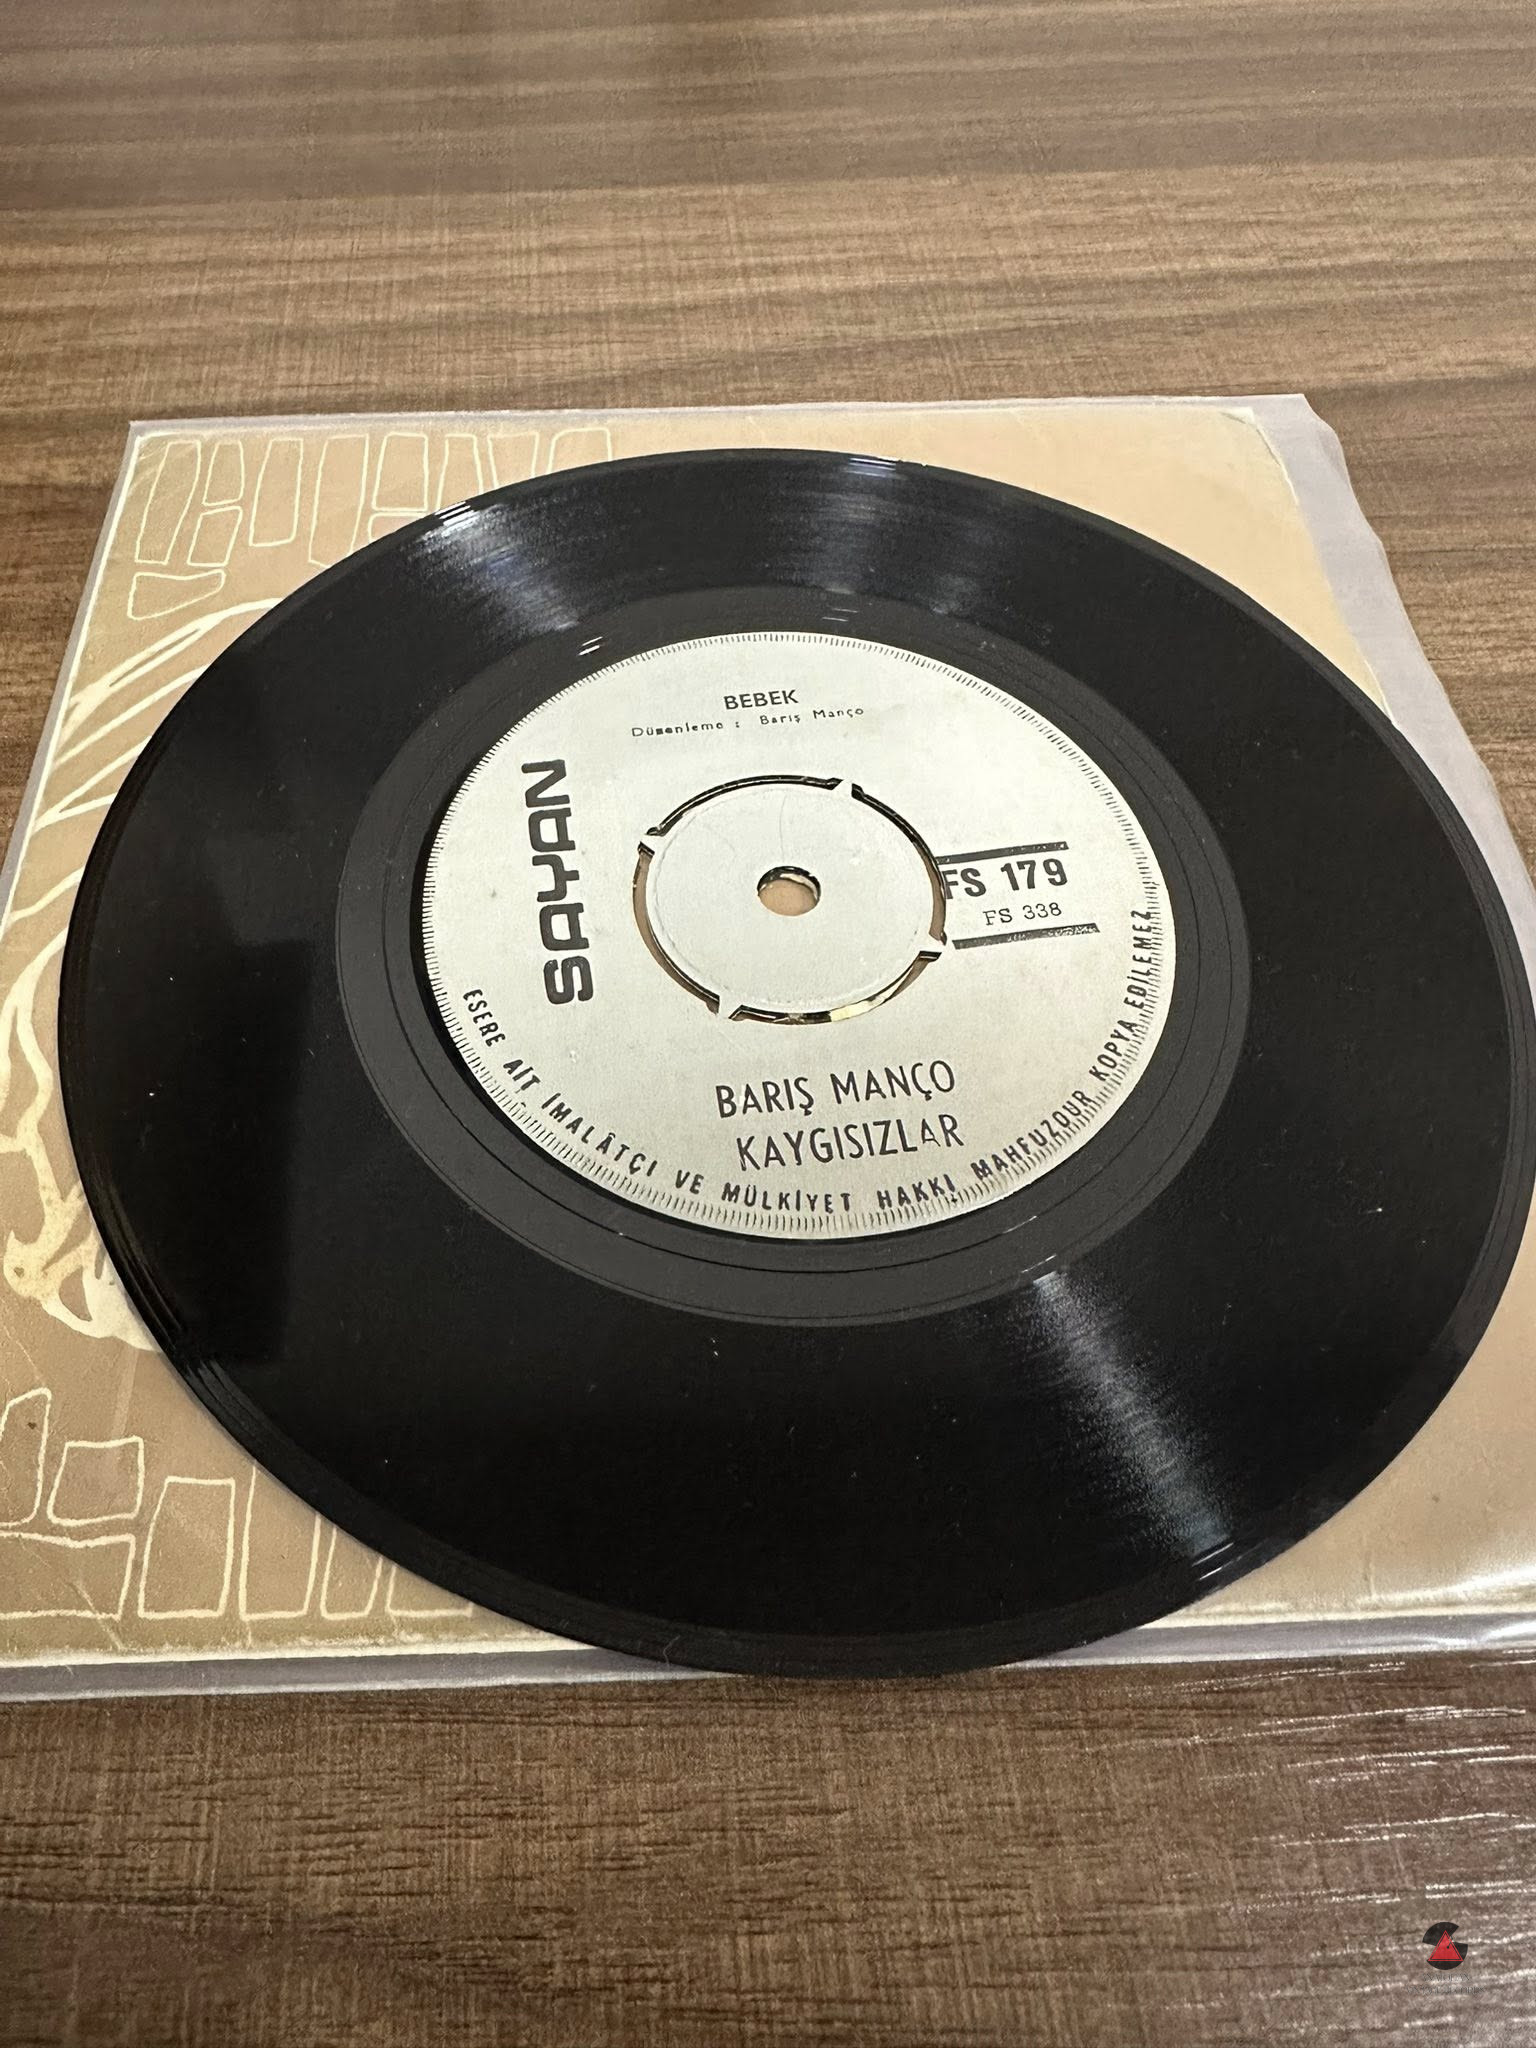 BEBEK
Düzenleme : Barış Manço
SAYAN
FS 179
FS 338
BARIŞ MANÇO
KAYGISIZLAR
ESERE AİT İMALÂTÇI VE MÜLKİYET HAKKI MAHFUZDUR KOPYA EDİLEMEZ